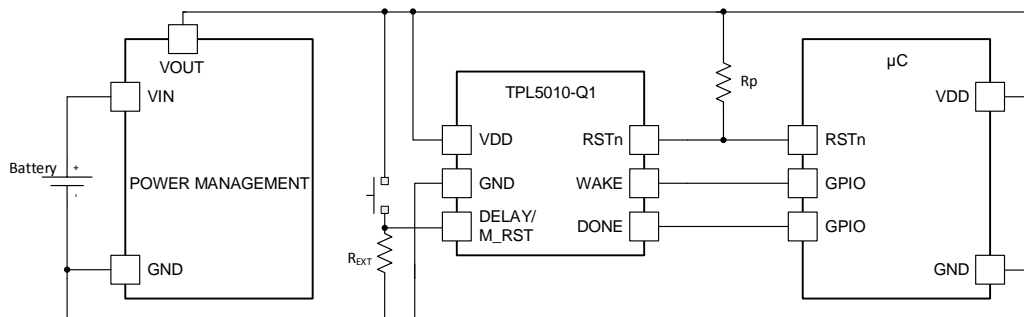 VOUT
VIN
Battery
+
-
POWER MANAGEMENT
GND
REXT
TPL5010-Q1
VDD
GND
DELAY/
M_RST
RSTn
WAKE
DONE
Rp
µC
VDD
RSTn
GPIO
GPIO
GND